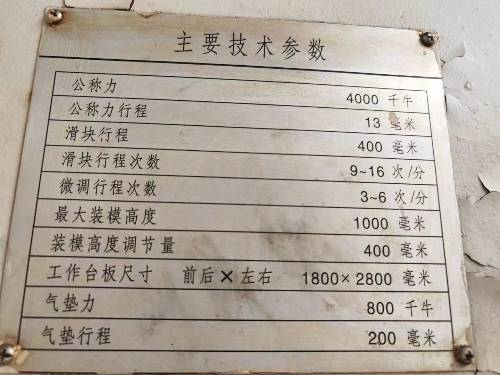 主要技术参数
公称力 4000 千牛
公称力行程 13 毫米
滑块行程 400 毫米
滑块行程次数 9~16 次/分
微调行程次数 3~6 次/分
最大装模高度 1000 毫米
装模高度调节量 400 毫米
工作台板尺寸 前后×左右 1800×2800 毫米
气垫力 800 千牛
气垫行程 200 毫米